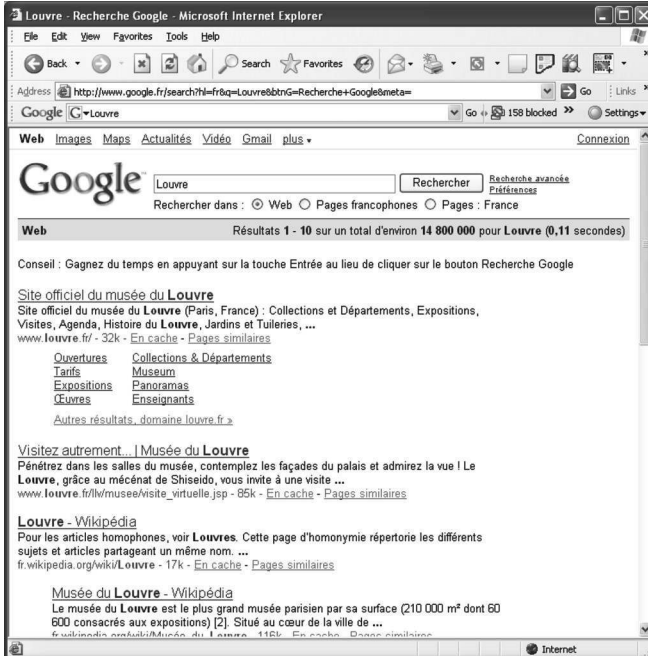 Louvre - Recherche Google - Microsoft Internet Explorer
File Edit View Favorites Tools Help
Back Search Favorites
Address http://www.google.fr/search?hl=fr&q=Louvre&btnG=Recherche+Google&meta= Go Links »
Google G Louvre Go 158 blocked » Settings
Web Images Maps Actualités Vidéo Gmail plus Connexion
Google Louvre Rechercher Recherche avancée
Préférences
Rechercher dans : Web Pages francophones Pages : France
Web Résultats 1 - 10 sur un total d'environ 14 800 000 pour Louvre (0,11 secondes)
Conseil : Gagnez du temps en appuyant sur la touche Entrée au lieu de cliquer sur le bouton Recherche Google
Site officiel du musée du Louvre
Site officiel du musée du Louvre (Paris, France) : Collections et Départements, Expositions,
Visites, Agenda, Histoire du Louvre, Jardins et Tuileries, ...
www.louvre.fr/ - 32k - En cache - Pages similaires
Ouvertures Collections & Départements
Tarifs Museum
Expositions Panoramas
Œuvres Enseignants
Autres résultats, domaine louvre.fr »
Visitez autrement... | Musée du Louvre
Pénétrez dans les salles du musée, contemplez les façades du palais et admirez la vue ! Le
Louvre, grâce au mécénat de Shiseido, vous invite à une visite ...
www.louvre.fr/llv/musee/visite_virtuelle.jsp - 85k - En cache - Pages similaires
Louvre - Wikipédia
Pour les articles homophones, voir Louvres. Cette page d'homonymie répertorie les différents
sujets et articles partageant un même nom. ...
fr.wikipedia.org/wiki/Louvre - 17k - En cache - Pages similaires
Musée du Louvre - Wikipédia
Le musée du Louvre est le plus grand musée parisien par sa surface (210 000 m² dont 60
600 consacrés aux expositions) [2]. Situé au cœur de la ville de ...
fr.wikipedia.org/wiki/Musée_du_Louvre - 116k - En cache - Pages similaires
Internet